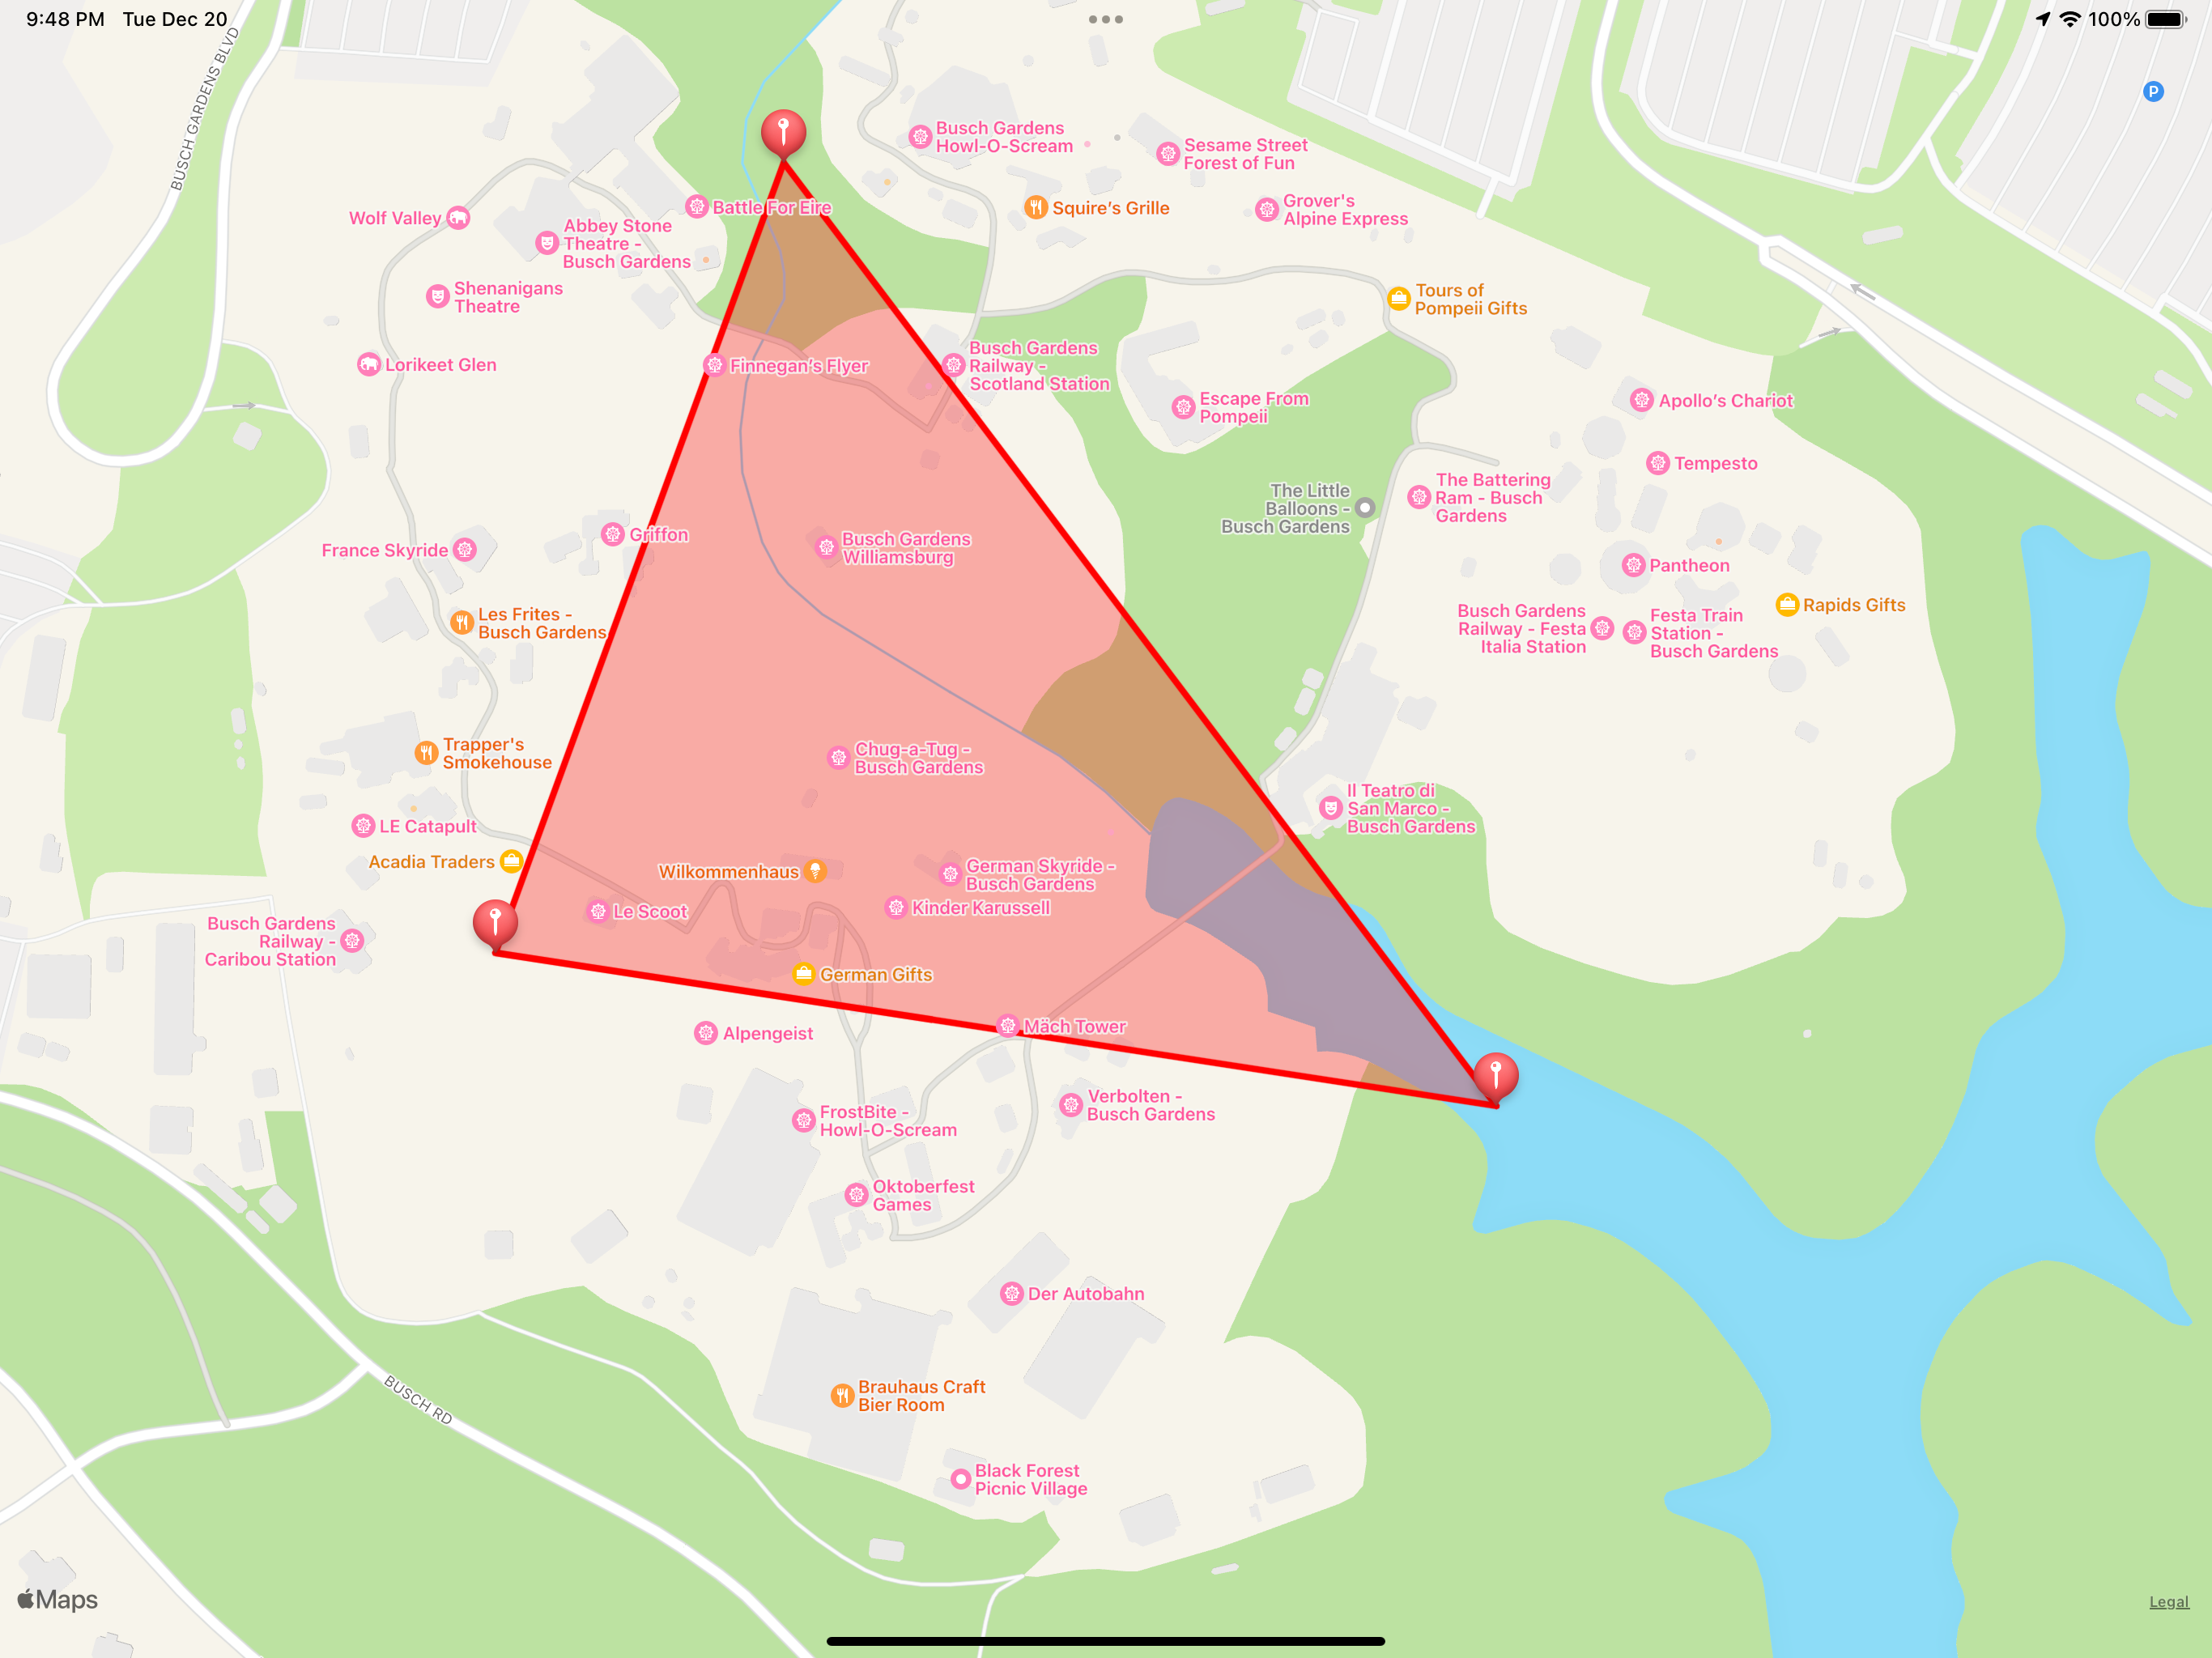 9:48 PM Tue Dec 20
100%
BUSCH GARDENS BLVD
P
Busch Gardens
Howl-O-Scream
Sesame Street
Forest of Fun
Battle For Eire
Squire's Grille
Grover's
Alpine Express
Wolf Valley
Abbey Stone
Theatre -
Busch Gardens
Shenanigans
Theatre
Tours of
Pompeii Gifts
Lorikeet Glen
Finnegan's Flyer
Busch Gardens
Railway -
Scotland Station
Escape From
Pompeii
Apollo's Chariot
Tempesto
The Little
Balloons -
Busch Gardens
The Battering
Ram - Busch
Gardens
France Skyride
Griffon
Busch Gardens
Williamsburg
Pantheon
Les Frites -
Busch Gardens
Busch Gardens
Railway - Festa
Italia Station
Festa Train
Station -
Busch Gardens
Rapids Gifts
Trapper's
Smokehouse
Chug-a-Tug -
Busch Gardens
LE Catapult
Il Teatro di
San Marco -
Busch Gardens
Acadia Traders
Wilkommenhaus
German Skyride -
Busch Gardens
Le Scoot
Kinder Karussell
Busch Gardens
Railway -
Caribou Station
German Gifts
Alpengeist
Mäch Tower
FrostBite -
Howl-O-Scream
Verbolten -
Busch Gardens
Oktoberfest
Games
Der Autobahn
BUSCH RD
Brauhaus Craft
Bier Room
Black Forest
Picnic Village
Maps
Legal